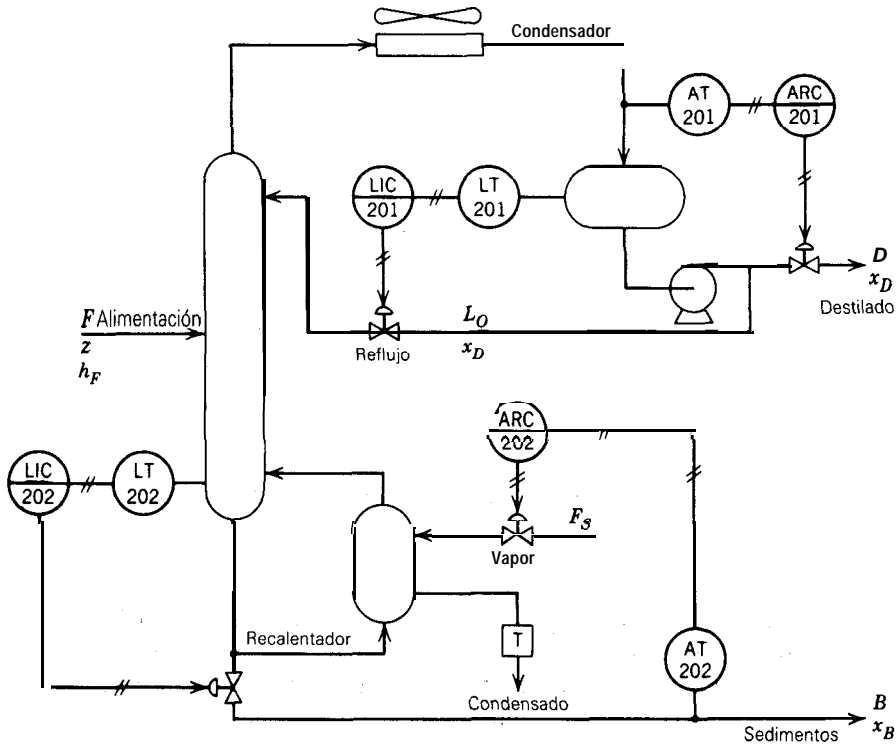 Condensador
AT
201
ARC
201
LIC
201
LT
201
D
x_D
Destilado
F Alimentación
z
h_F
L_O
x_D
Reflujo
ARC
202
LIC
202
LT
202
F_S
Vapor
Recalentador
T
AT
202
Condensado
B
x_B
Sedimentos